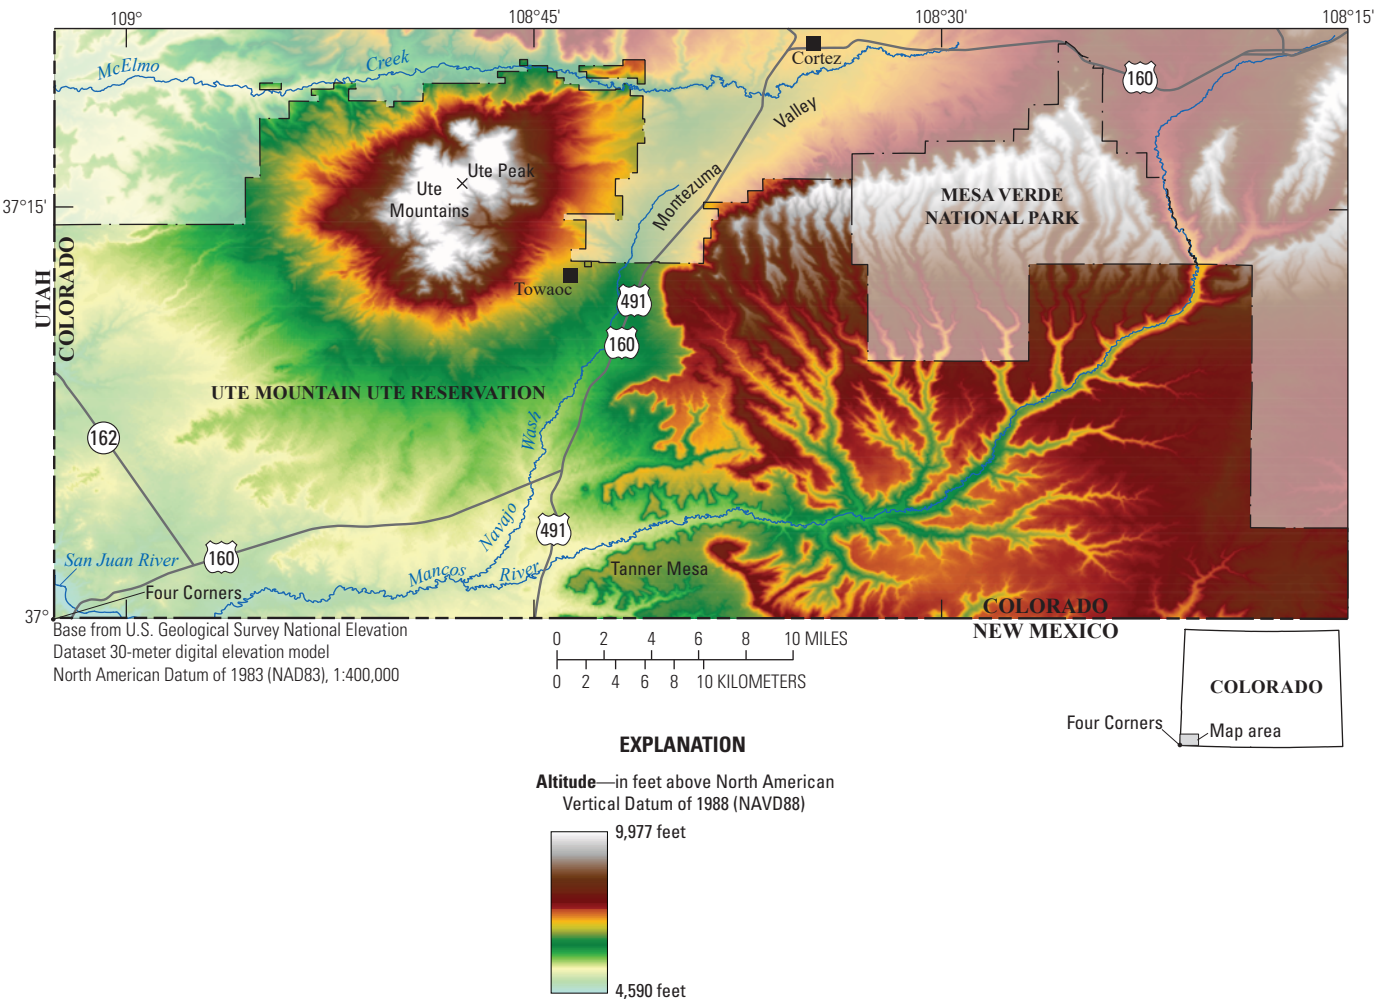 109°
108°45'
108°30'
108°15'
McElmo
Creek
Cortez
160
Valley
Ute Peak
Ute
Mountains
MESA VERDE
NATIONAL PARK
37°15'
Montezuma
UTAH
COLORADO
Towaoc
491
160
UTE MOUNTAIN UTE RESERVATION
162
Wash
Navajo
491
160
San Juan River
Mancos
River
Tanner Mesa
Four Corners
37°
COLORADO
NEW MEXICO
Base from U.S. Geological Survey National Elevation
Dataset 30-meter digital elevation model
North American Datum of 1983 (NAD83), 1:400,000
0 2 4 6 8 10 MILES
0 2 4 6 8 10 KILOMETERS
COLORADO
Four Corners
Map area
EXPLANATION
Altitude—in feet above North American
Vertical Datum of 1988 (NAVD88)
9,977 feet
4,590 feet